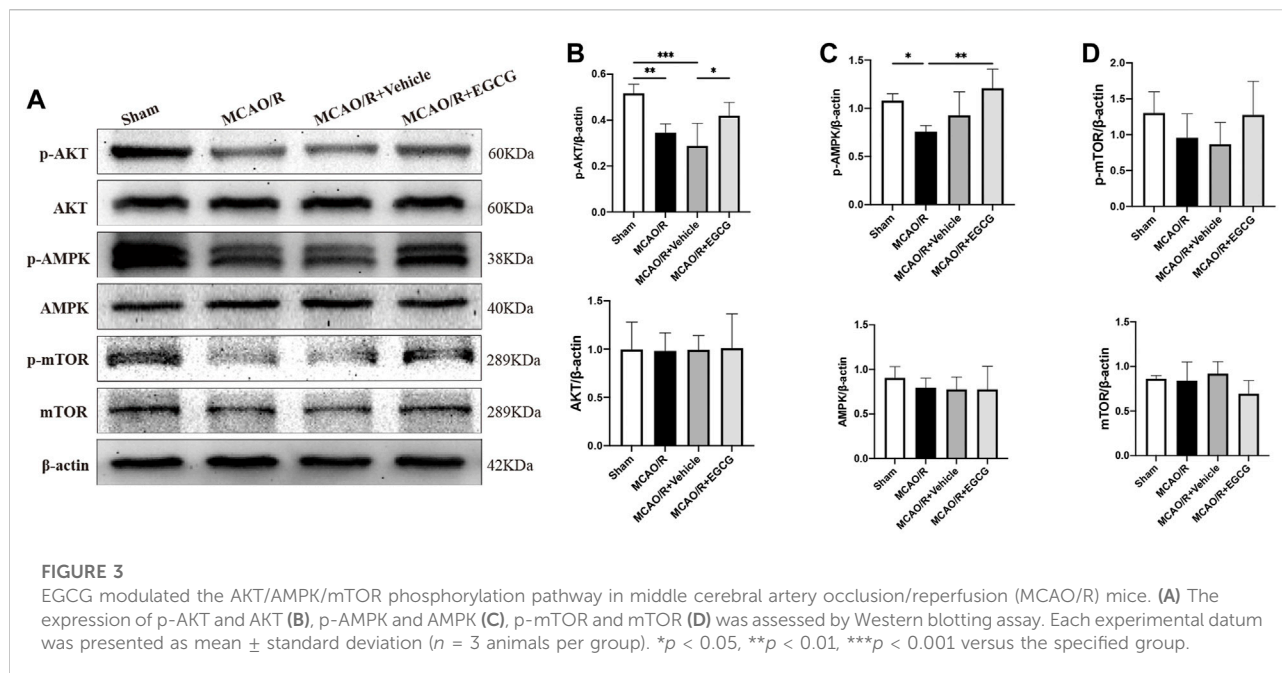 A
Sham
MCAO/R
MCAO/R+Vehicle
MCAO/R+EGCG
p-AKT
60KDa
AKT
60KDa
p-AMPK
38KDa
AMPK
40KDa
p-mTOR
289KDa
mTOR
289KDa
β-actin
42KDa
B
***
**
*
p-AKT/β-actin
0.6
0.4
0.2
0.0
Sham
MCAO/R
MCAO/R+Vehicle
MCAO/R+EGCG
AKT/β-actin
1.5
1.0
0.5
0.0
Sham
MCAO/R
MCAO/R+Vehicle
MCAO/R+EGCG
C
*
**
p-AMPK/β-actin
1.5
1.0
0.5
0.0
Sham
MCAO/R
MCAO/R+Vehicle
MCAO/R+EGCG
AMPK/β-actin
1.5
1.0
0.5
0.0
Sham
MCAO/R
MCAO/R+Vehicle
MCAO/R+EGCG
D
p-mTOR/β-actin
2.0
1.5
1.0
0.5
0.0
Sham
MCAO/R
MCAO/R+Vehicle
MCAO/R+EGCG
mTOR/β-actin
1.5
1.0
0.5
0.0
Sham
MCAO/R
MCAO/R+Vehicle
MCAO/R+EGCG
FIGURE 3
EGCG modulated the AKT/AMPK/mTOR phosphorylation pathway in middle cerebral artery occlusion/reperfusion (MCAO/R) mice. (A) The
expression of p-AKT and AKT (B), p-AMPK and AMPK (C), p-mTOR and mTOR (D) was assessed by Western blotting assay. Each experimental datum
was presented as mean ± standard deviation (n = 3 animals per group). *p < 0.05, **p < 0.01, ***p < 0.001 versus the specified group.